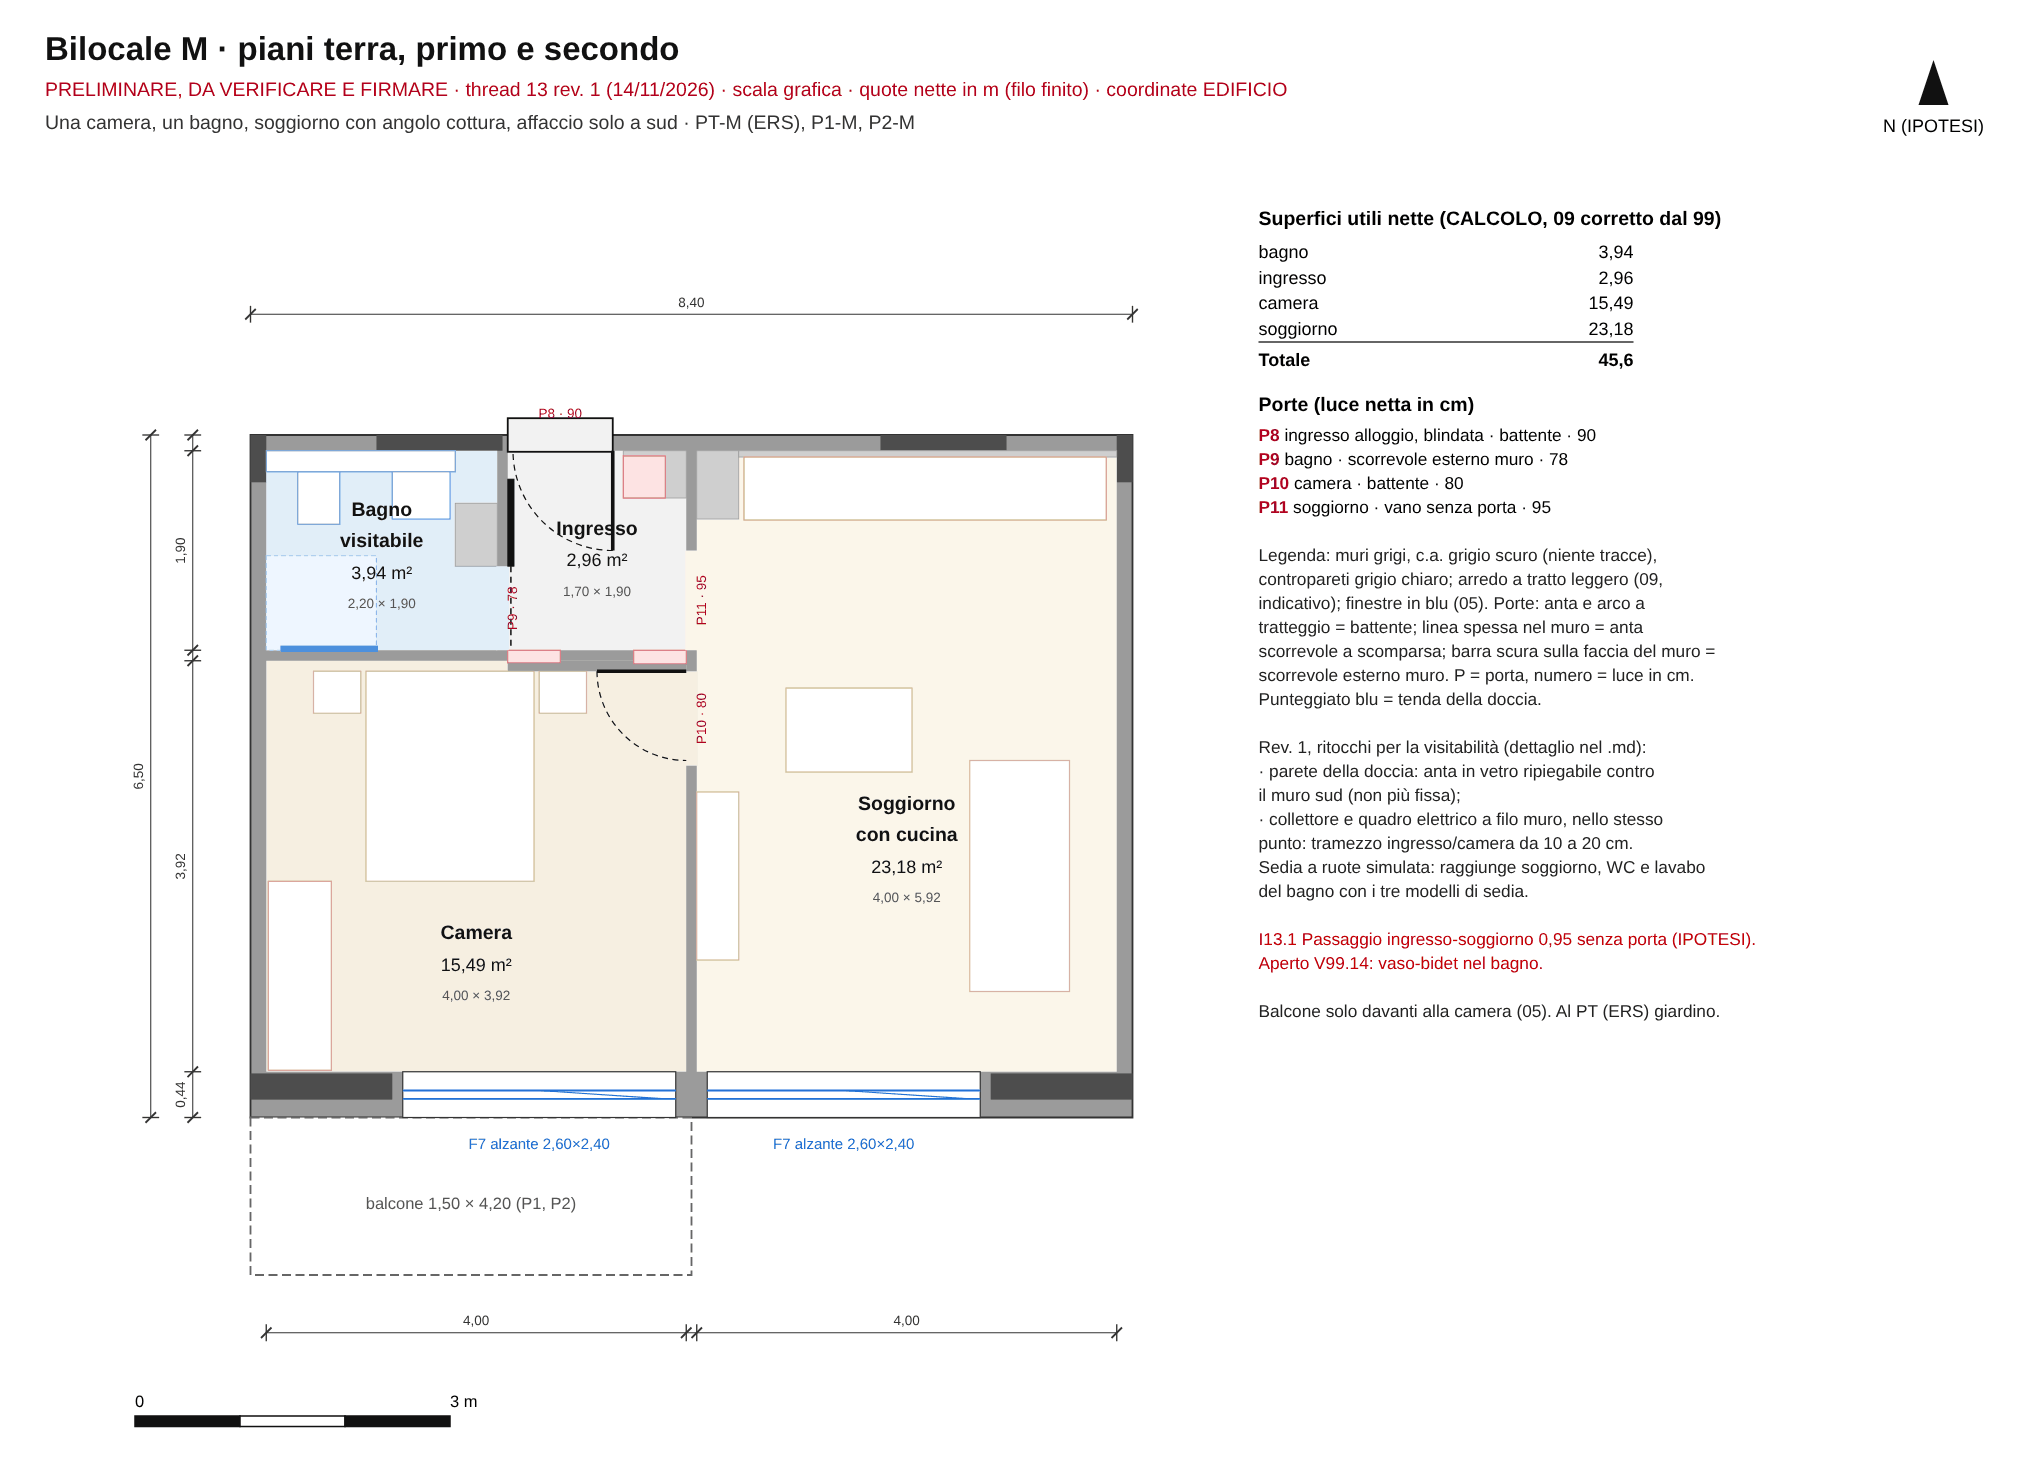 Bilocale M · piani terra, primo e secondo
PRELIMINARE, DA VERIFICARE E FIRMARE · thread 13 rev. 1 (14/11/2026) · scala grafica · quote nette in m (filo finito) · coordinate EDIFICIO
Una camera, un bagno, soggiorno con angolo cottura, affaccio solo a sud · PT-M (ERS), P1-M, P2-M
N (IPOTESI)
8,40
P8 · 90
1,90
3,92
0,44
6,50
Bagno
visitabile
3,94 m²
2,20 × 1,90
P9 · 78
Ingresso
2,96 m²
1,70 × 1,90
P11 · 95
P10 · 80
Soggiorno
con cucina
23,18 m²
4,00 × 5,92
Camera
15,49 m²
4,00 × 3,92
F7 alzante 2,60×2,40
F7 alzante 2,60×2,40
balcone 1,50 × 4,20 (P1, P2)
4,00
4,00
0
3 m
Superfici utili nette (CALCOLO, 09 corretto dal 99)
bagno 3,94
ingresso 2,96
camera 15,49
soggiorno 23,18
Totale 45,6
Porte (luce netta in cm)
P8 ingresso alloggio, blindata · battente · 90
P9 bagno · scorrevole esterno muro · 78
P10 camera · battente · 80
P11 soggiorno · vano senza porta · 95
Legenda: muri grigi, c.a. grigio scuro (niente tracce),
contropareti grigio chiaro; arredo a tratto leggero (09,
indicativo); finestre in blu (05). Porte: anta e arco a
tratteggio = battente; linea spessa nel muro = anta
scorrevole a scomparsa; barra scura sulla faccia del muro =
scorrevole esterno muro. P = porta, numero = luce in cm.
Punteggiato blu = tenda della doccia.
Rev. 1, ritocchi per la visitabilità (dettaglio nel .md):
· parete della doccia: anta in vetro ripiegabile contro
il muro sud (non più fissa);
· collettore e quadro elettrico a filo muro, nello stesso
punto: tramezzo ingresso/camera da 10 a 20 cm.
Sedia a ruote simulata: raggiunge soggiorno, WC e lavabo
del bagno con i tre modelli di sedia.
I13.1 Passaggio ingresso-soggiorno 0,95 senza porta (IPOTESI).
Aperto V99.14: vaso-bidet nel bagno.
Balcone solo davanti alla camera (05). Al PT (ERS) giardino.